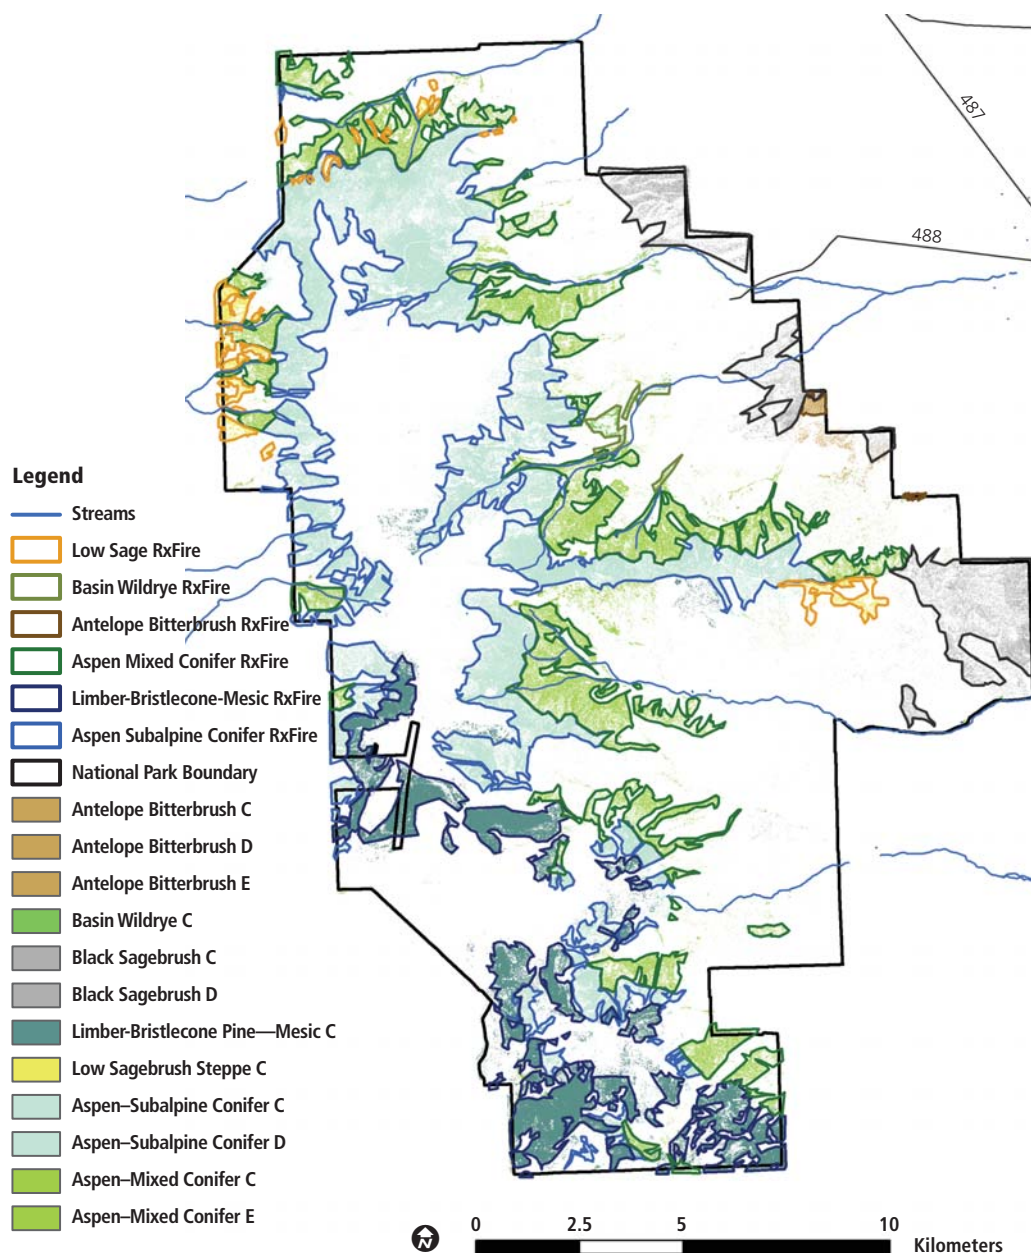 487
488
Legend
Streams
Low Sage RxFire
Basin Wildrye RxFire
Antelope Bitterbrush RxFire
Aspen Mixed Conifer RxFire
Limber-Bristlecone-Mesic RxFire
Aspen Subalpine Conifer RxFire
National Park Boundary
Antelope Bitterbrush C
Antelope Bitterbrush D
Antelope Bitterbrush E
Basin Wildrye C
Black Sagebrush C
Black Sagebrush D
Limber-Bristlecone Pine—Mesic C
Low Sagebrush Steppe C
Aspen–Subalpine Conifer C
Aspen–Subalpine Conifer D
Aspen–Mixed Conifer C
Aspen–Mixed Conifer E
N
0 2.5 5 10
Kilometers